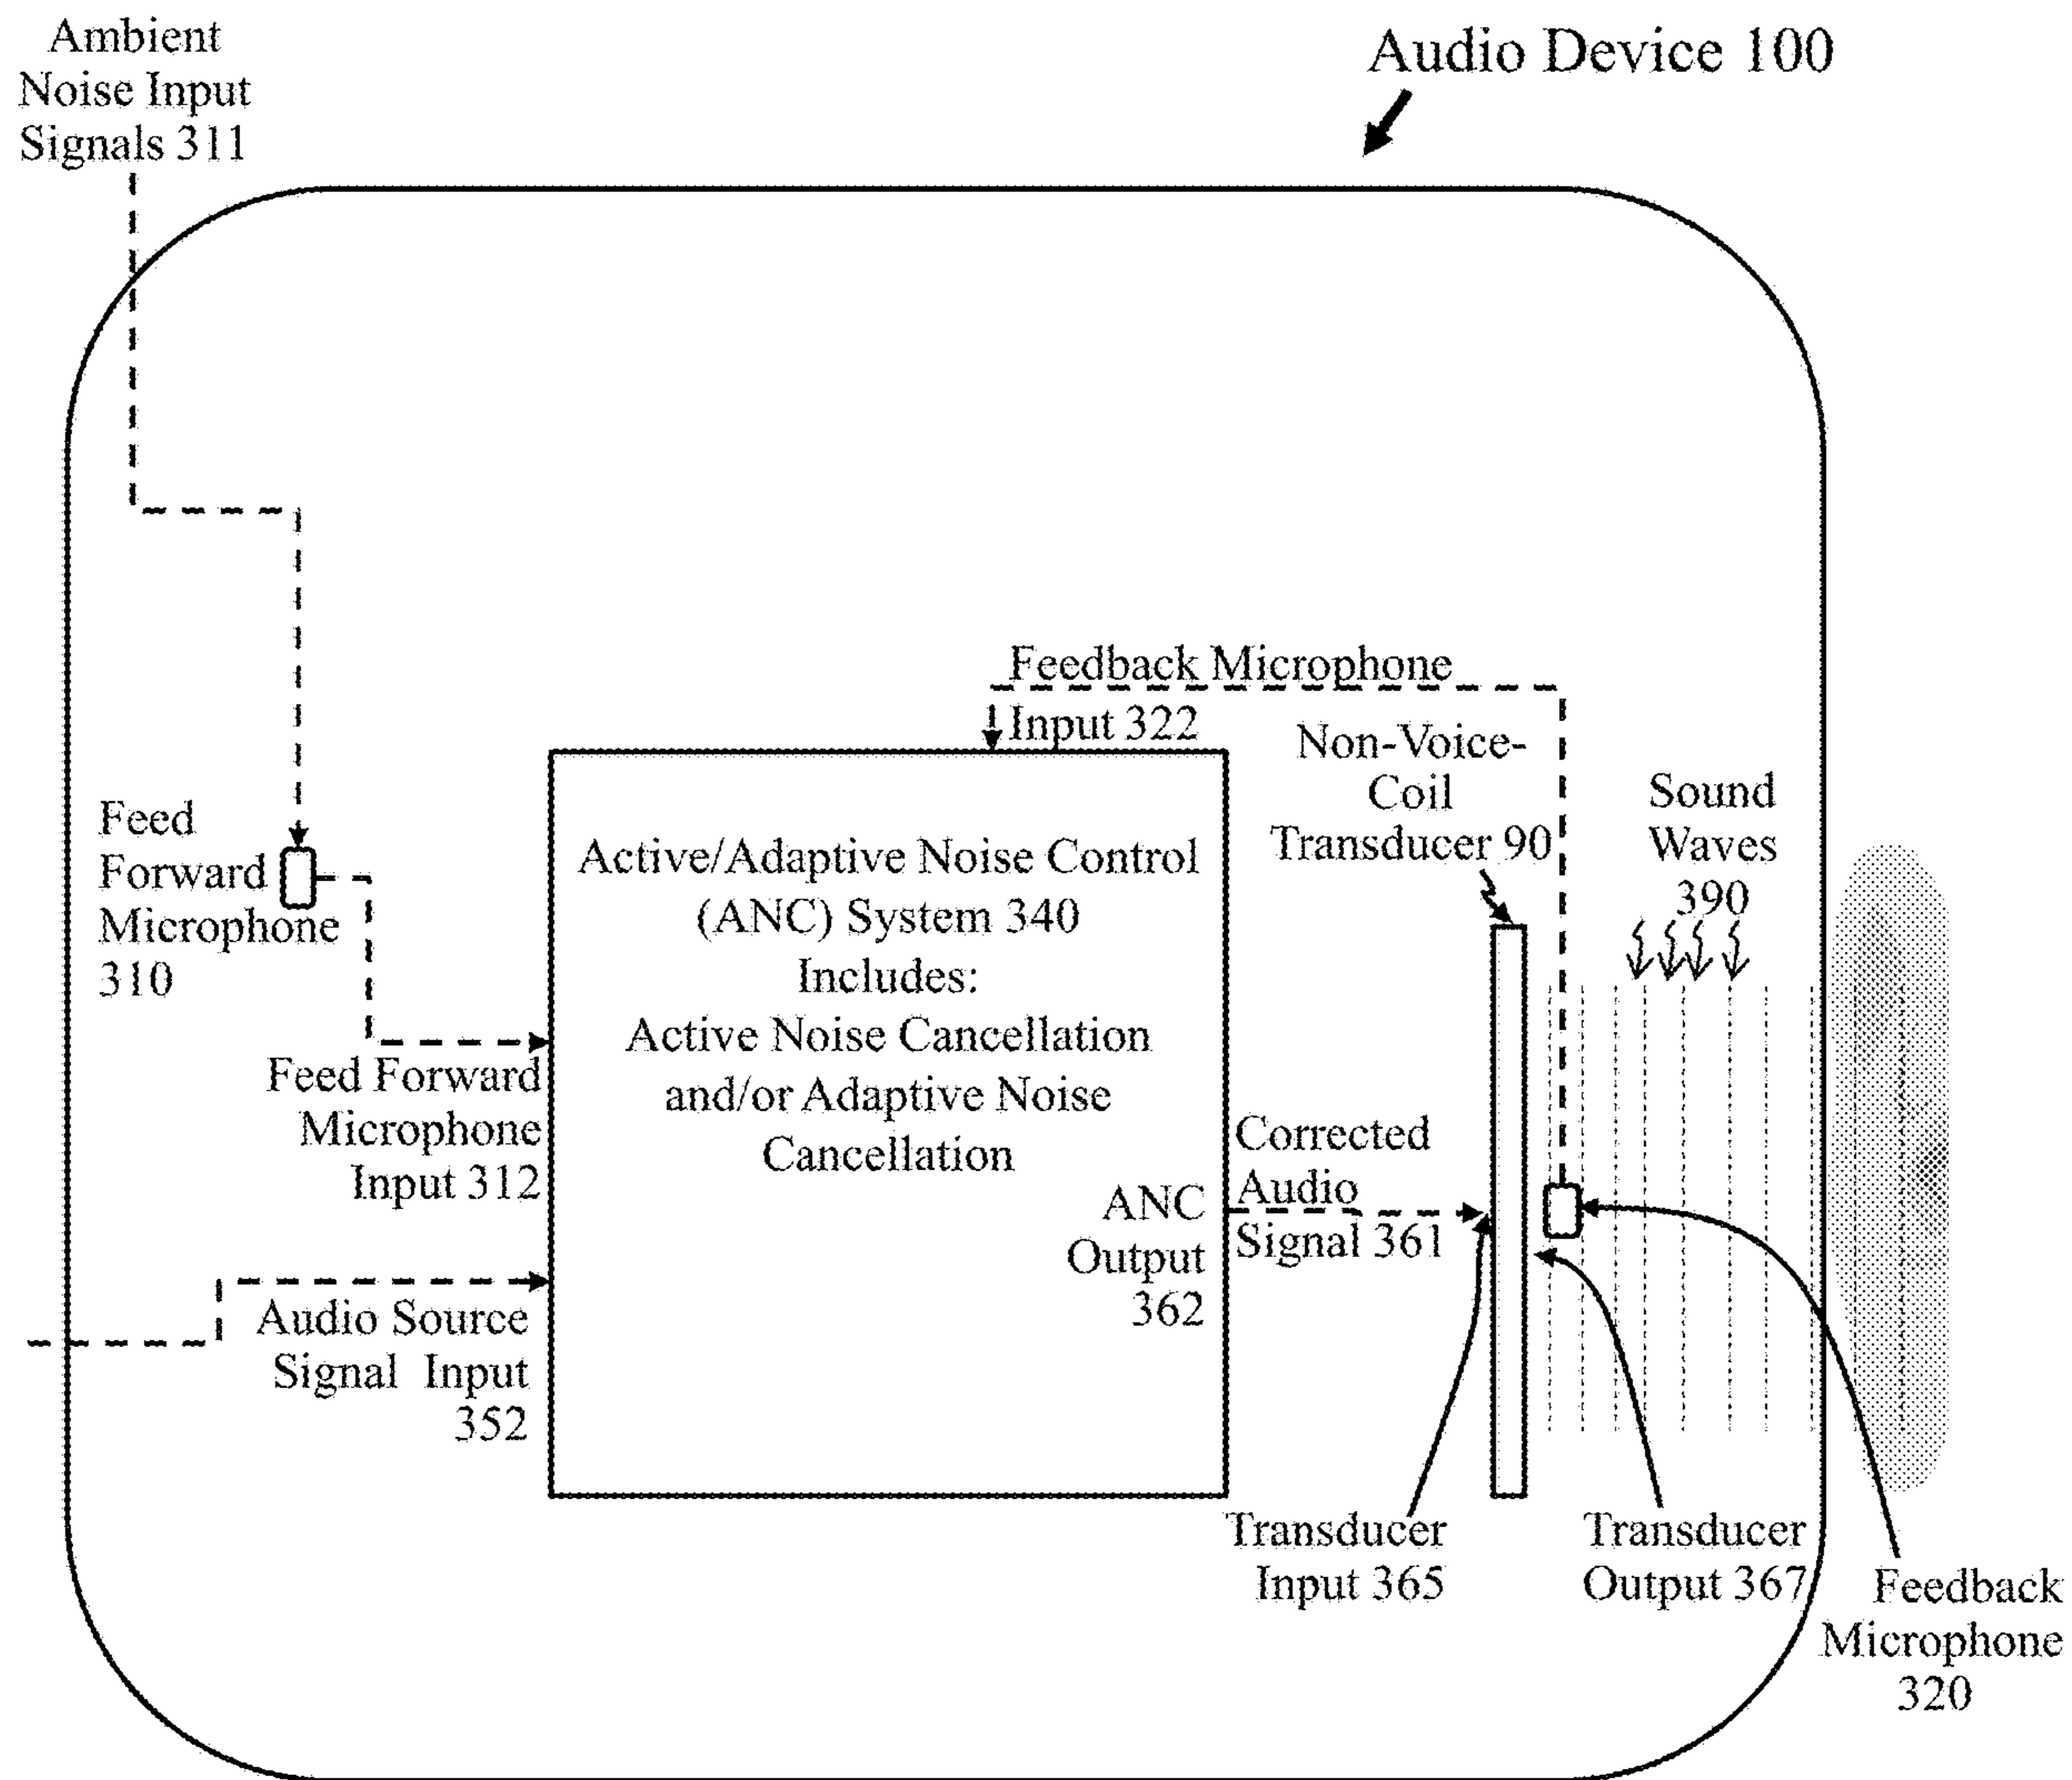 Ambient
Noise Input
Signals 311
Audio Device 100
Feedback Microphone
Input 322
Non-Voice-
Coil
Transducer 90
Sound
Waves
390
Feed
Forward
Microphone
310
Active/Adaptive Noise Control
(ANC) System 340
Includes:
Active Noise Cancellation
and/or Adaptive Noise
Cancellation
Feed Forward
Microphone
Input 312
ANC
Output
362
Corrected
Audio
Signal 361
Audio Source
Signal Input
352
Transducer
Input 365
Transducer
Output 367
Feedback
Microphone
320